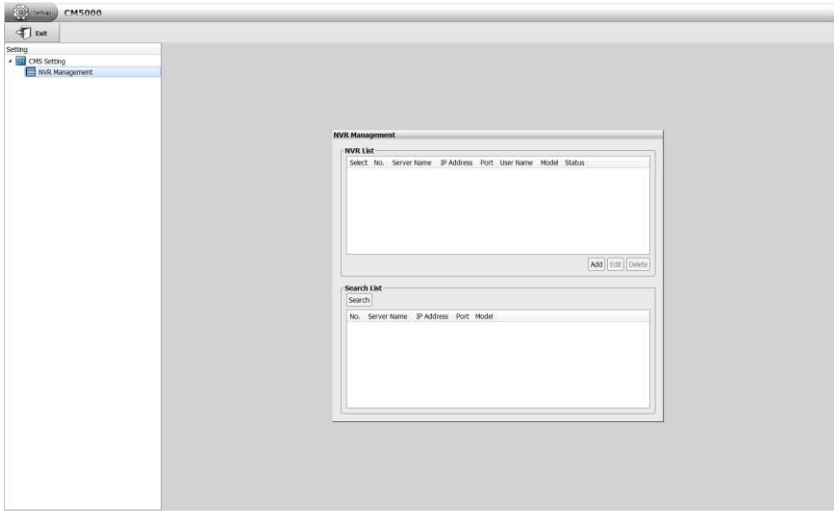 Setup CM5000
Exit
Setting
CMS Setting
NVR Management
NVR Management
NVR List
Select No. Server Name IP Address Port User Name Model Status
Add Edit Delete
Search List
Search
No. Server Name IP Address Port Model